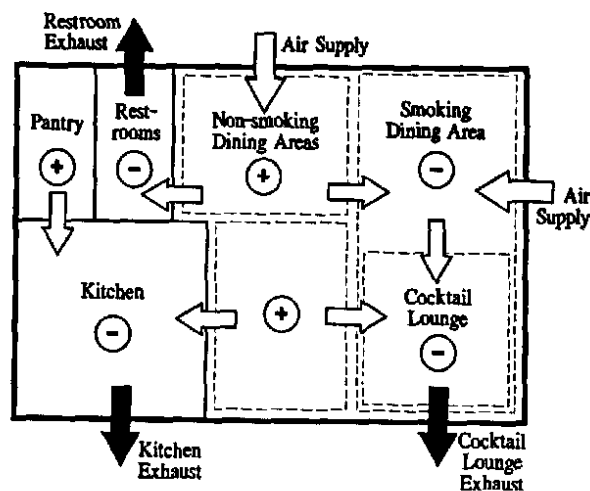 Restroom
Exhaust
Air Supply
Pantry
Rest-
rooms
Non-smoking
Dining Areas
Smoking
Dining Area
+
-
+
-
Air
Supply
Kitchen
-
+
Cocktail
Lounge
-
Kitchen
Exhaust
Cocktail
Lounge
Exhaust